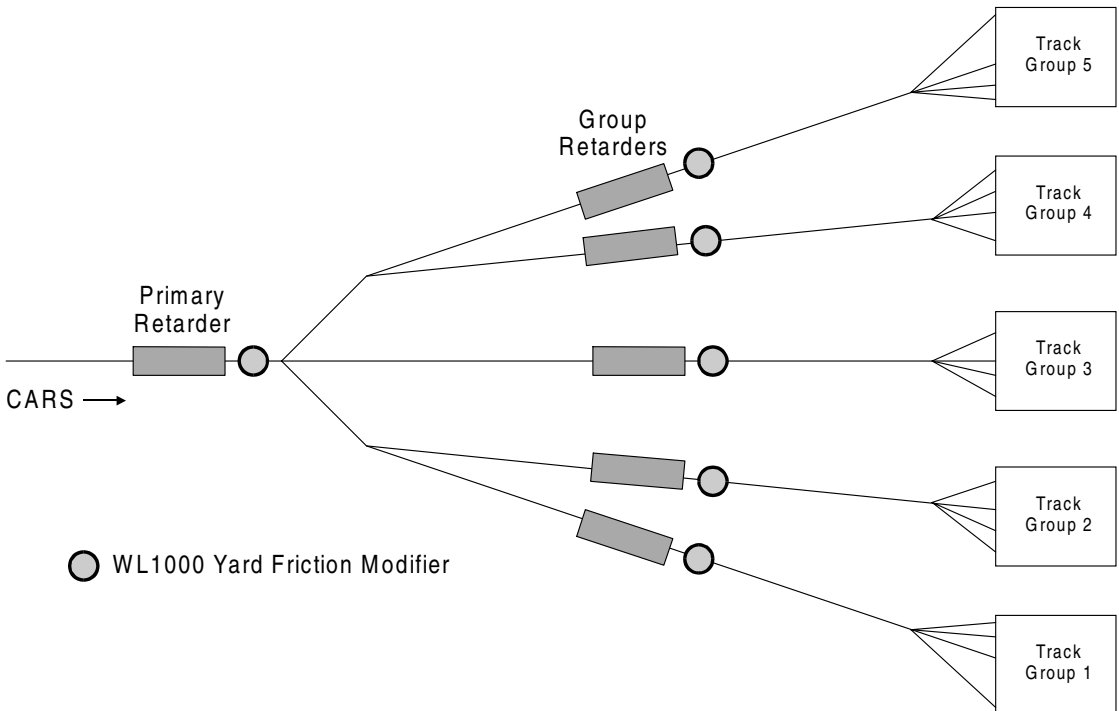 Track
Group 5
Group
Retarders
Track
Group 4
Primary
Retarder
Track
Group 3
CARS
Track
Group 2
WL1000 Yard Friction Modifier
Track
Group 1